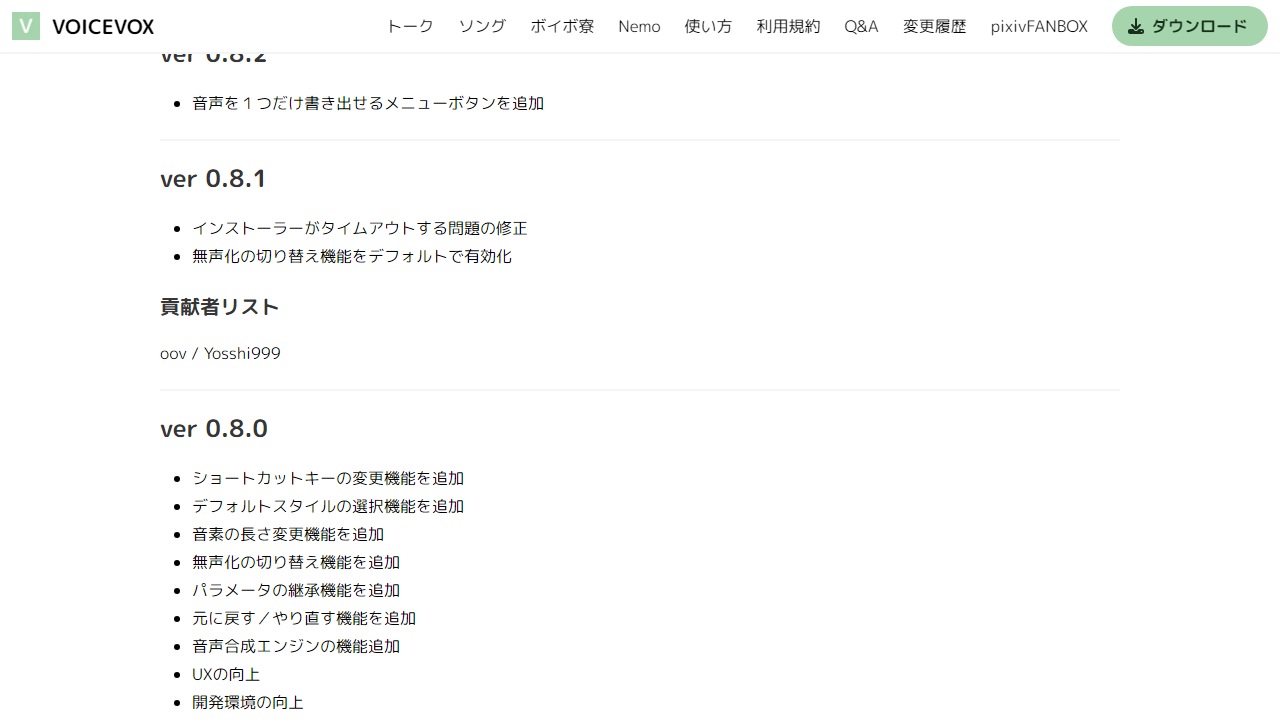 V VOICEVOX トーク ソング ボイボ寮 Nemo 使い方 利用規約 Q&A 変更履歴 pixivFANBOX ダウンロード
ver 0.8.2
音声を１つだけ書き出せるメニューボタンを追加
ver 0.8.1
インストーラーがタイムアウトする問題の修正
無声化の切り替え機能をデフォルトで有効化
貢献者リスト
oov / Yosshi999
ver 0.8.0
ショートカットキーの変更機能を追加
デフォルトスタイルの選択機能を追加
音素の長さ変更機能を追加
無声化の切り替え機能を追加
パラメータの継承機能を追加
元に戻す／やり直す機能を追加
音声合成エンジンの機能追加
UXの向上
開発環境の向上